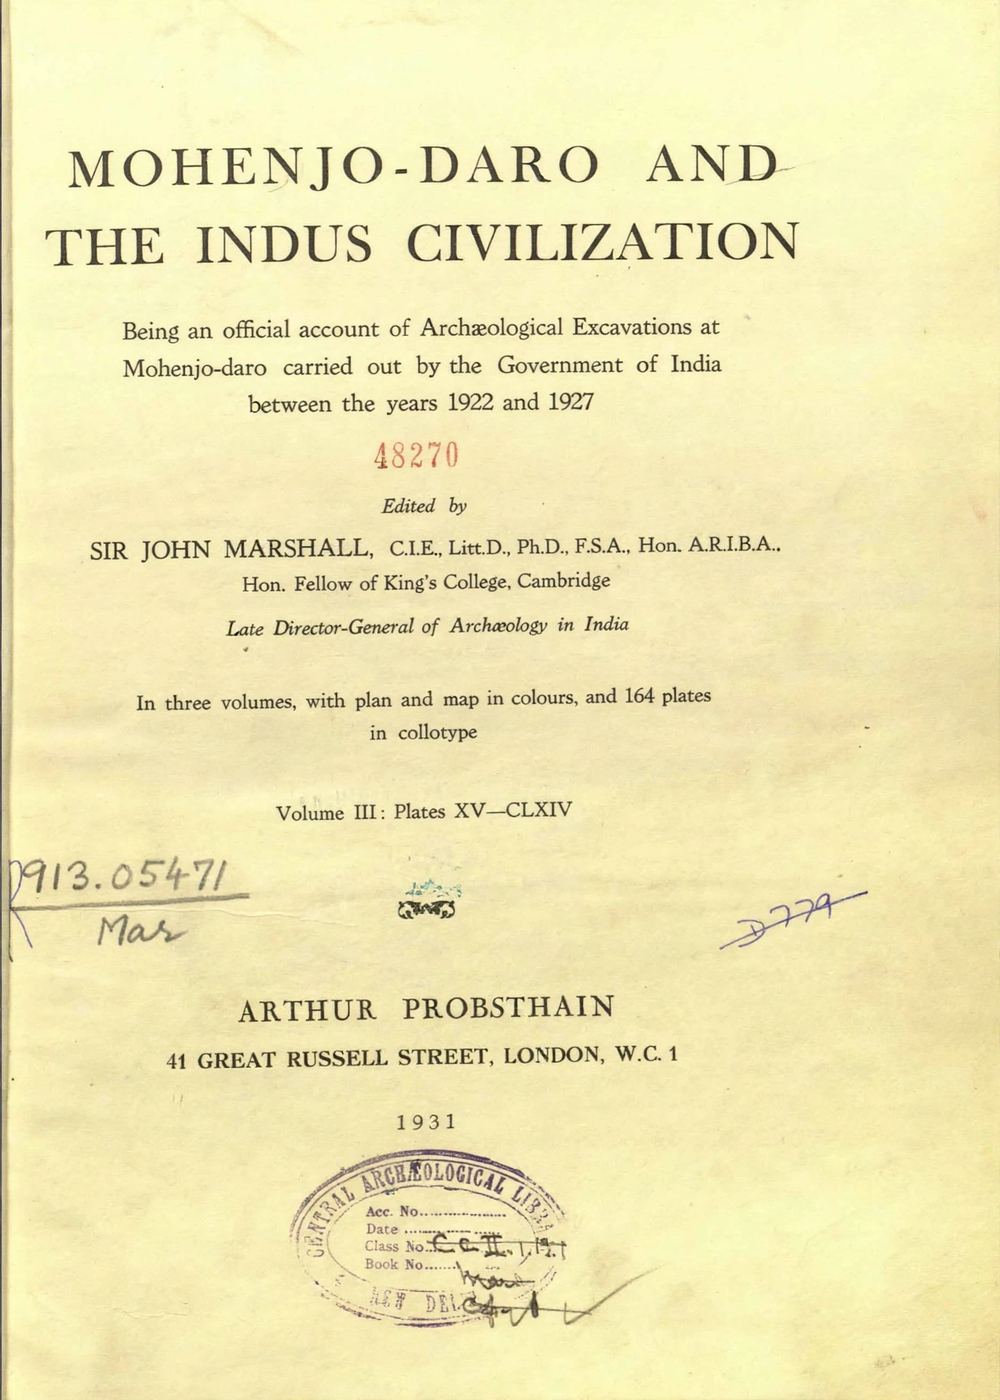 MOHENJO-DARO AND
THE INDUS CIVILIZATION
Being an official account of Archæological Excavations at
Mohenjo-daro carried out by the Government of India
between the years 1922 and 1927
48270
Edited by
SIR JOHN MARSHALL, C.I.E., Litt.D., Ph.D., F.S.A., Hon. A.R.I.B.A.,
Hon. Fellow of King's College, Cambridge
Late Director-General of Archæology in India
In three volumes, with plan and map in colours, and 164 plates
in collotype
Volume III: Plates XV—CLXIV
913.05471
Mar
D779
ARTHUR PROBSTHAIN
41 GREAT RUSSELL STREET, LONDON, W.C. 1
1931
CENTRAL ARCHÆOLOGICAL
Acc. No.
Date
Class No.
Book No.
NEW